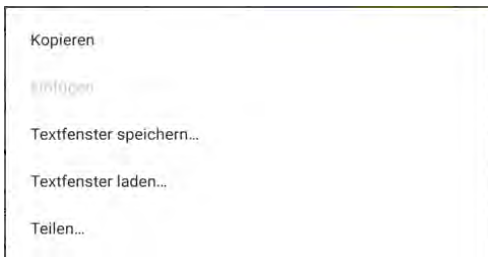 Kopieren
Einfügen
Textfenster speichern...
Textfenster laden...
Teilen...